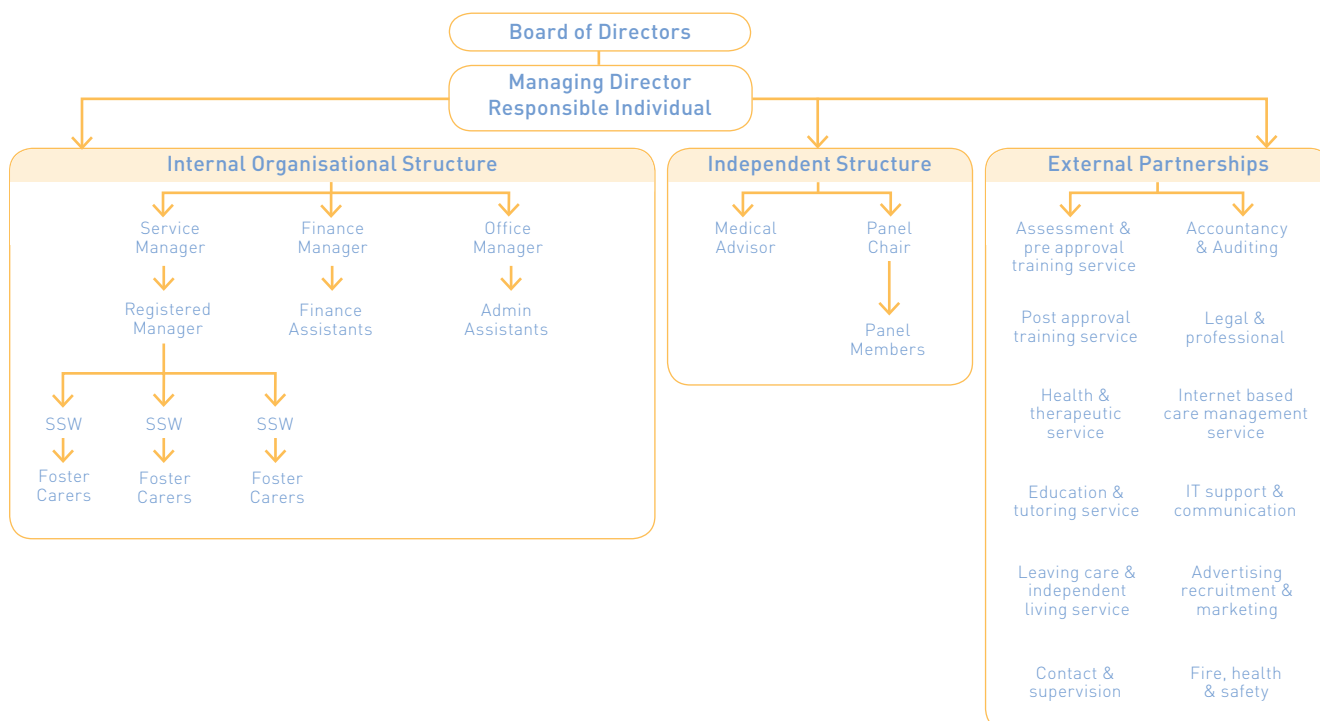 Board of Directors
Managing Director
Responsible Individual
Internal Organisational Structure
Service
Manager
Finance
Manager
Office
Manager
Registered
Manager
Finance
Assistants
Admin
Assistants
SSW
SSW
SSW
Foster
Carers
Foster
Carers
Foster
Carers
Independent Structure
Medical
Advisor
Panel
Chair
Panel
Members
External Partnerships
Assessment &
pre approval
training service
Accountancy
& Auditing
Post approval
training service
Legal &
professional
Health &
therapeutic
service
Internet based
care management
service
Education &
tutoring service
IT support &
communication
Leaving care &
independent
living service
Advertising
recruitment &
marketing
Contact &
supervision
Fire, health
& safety